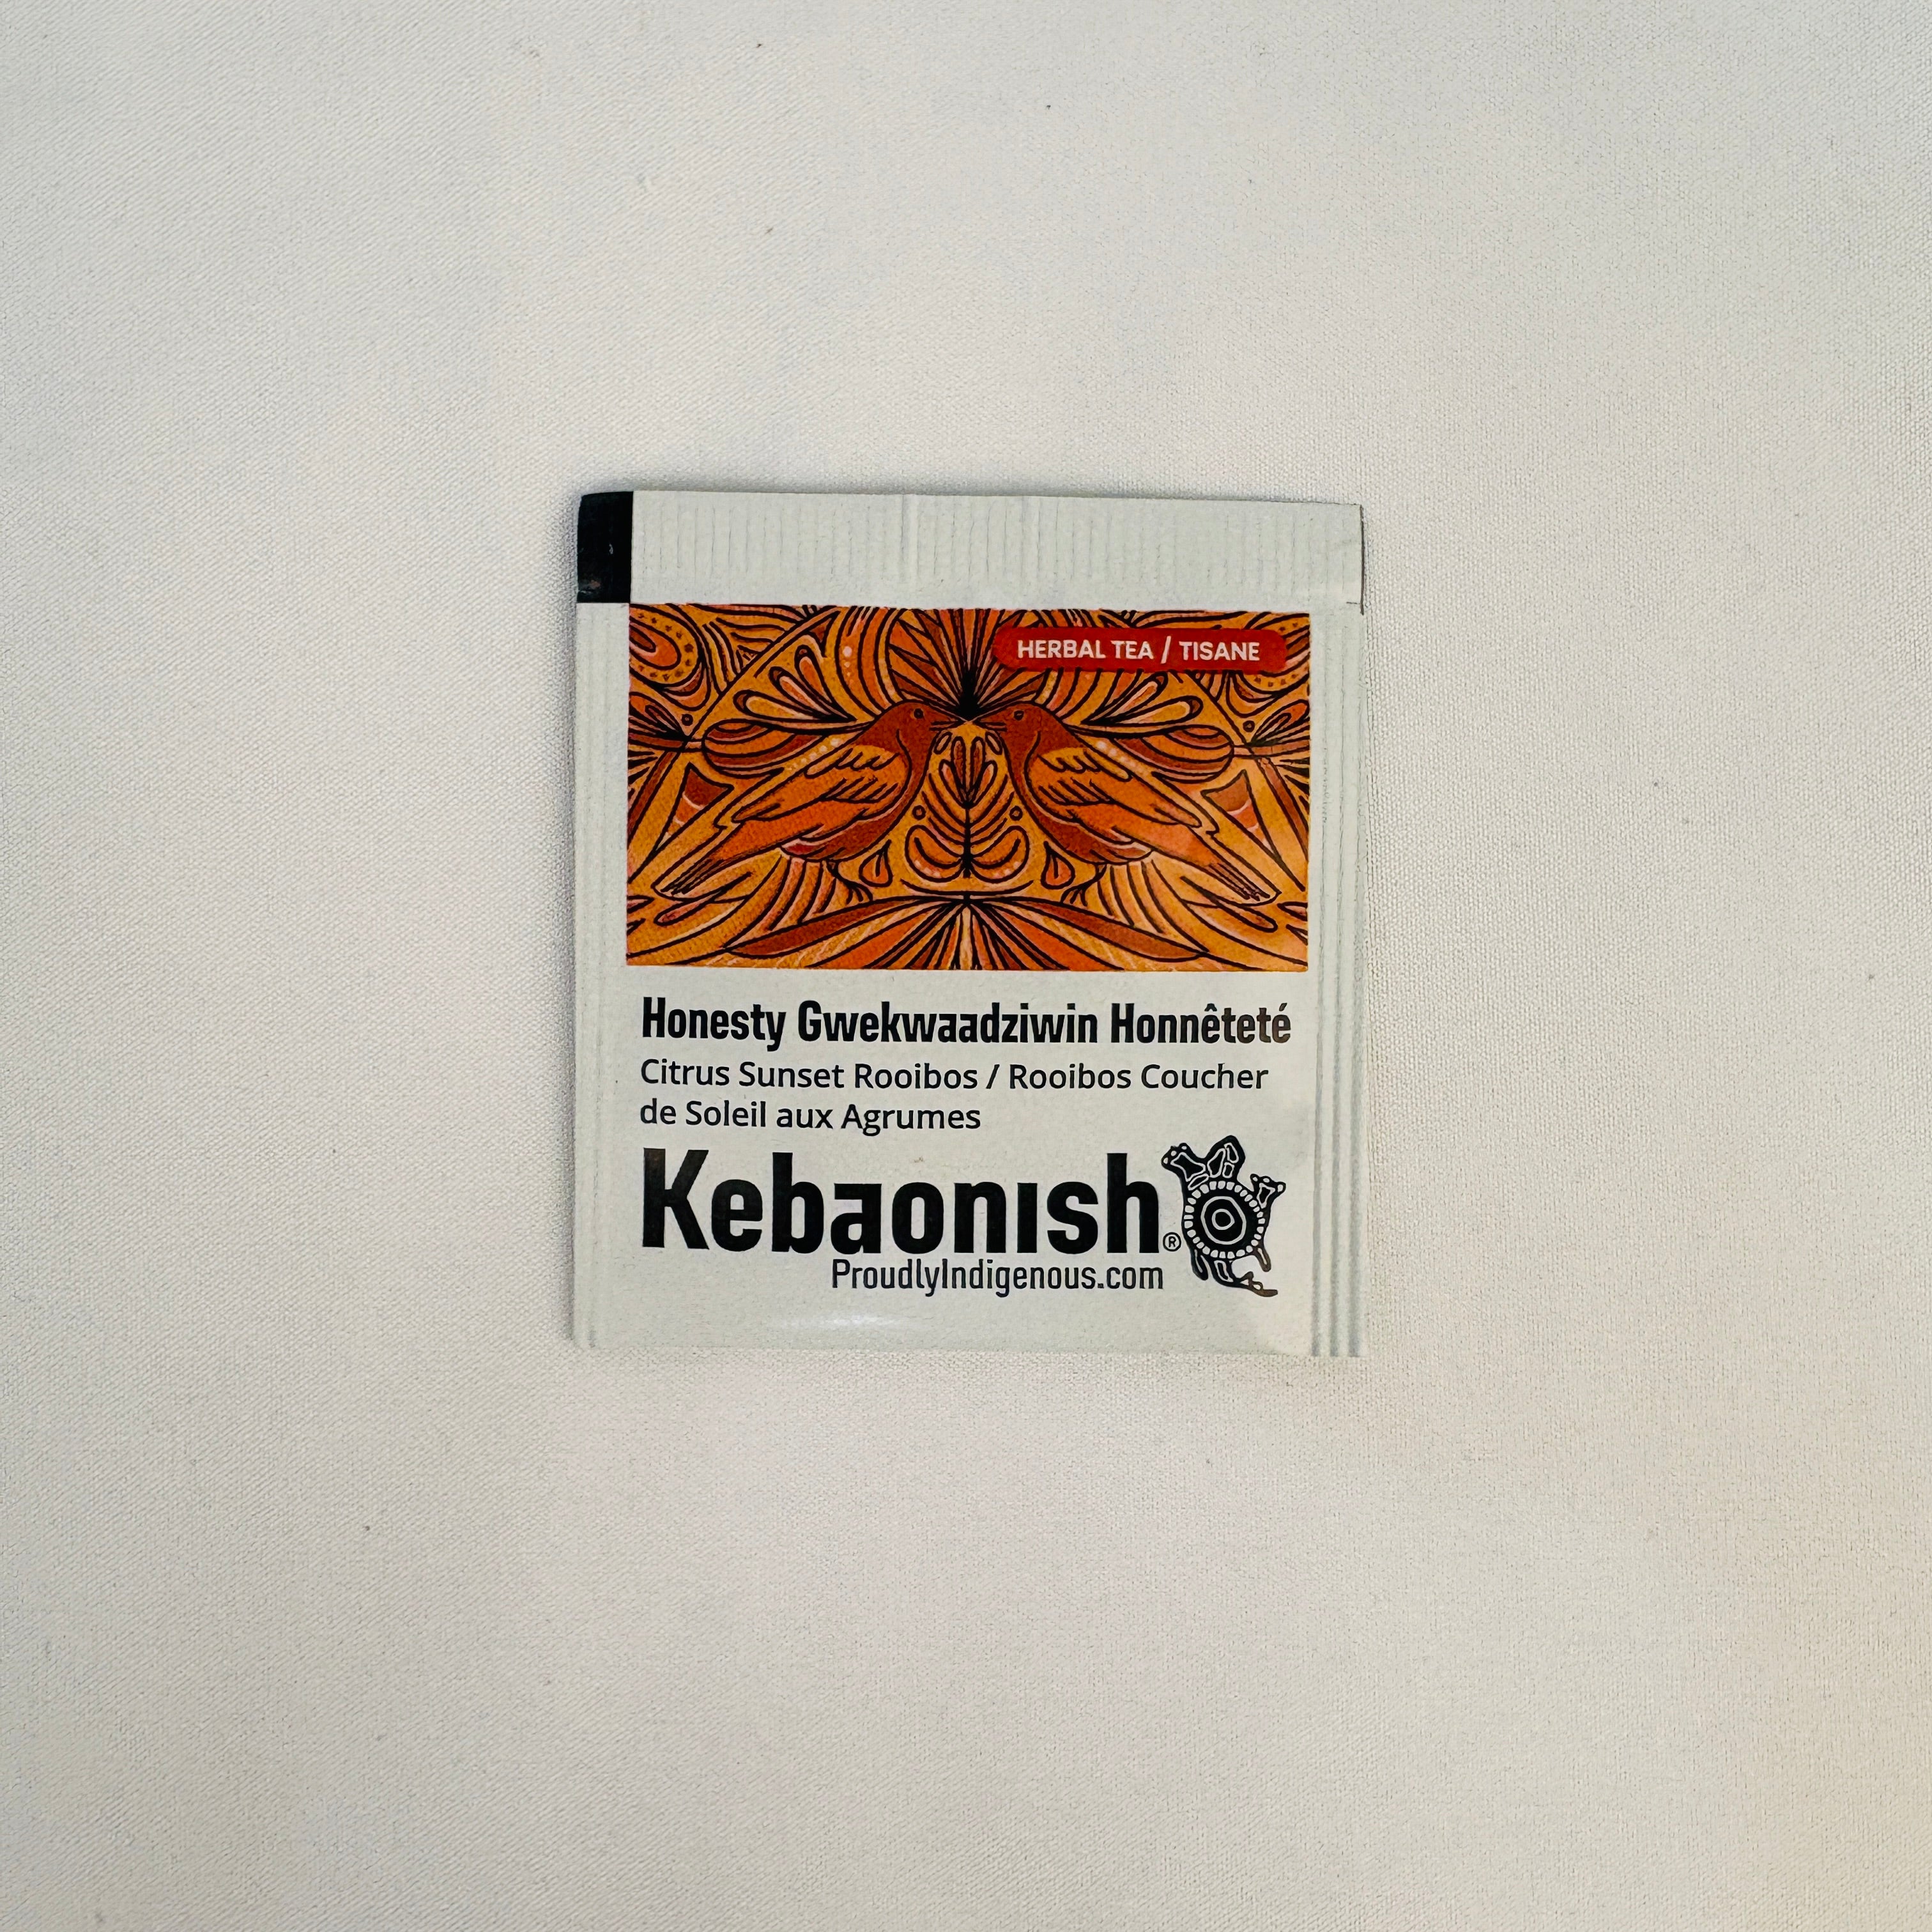 HERBAL TEA / TISANE
Honesty Gwekwaadziwin Honnêteté
Citrus Sunset Rooibos / Rooibos Coucher
de Soleil aux Agrumes
Kebaonish®
ProudlyIndigenous.com